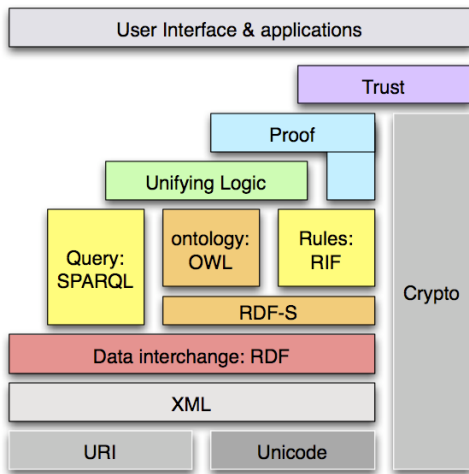 User Interface & applications
Trust
Proof
Unifying Logic
Query:
SPARQL
ontology:
OWL
Rules:
RIF
Crypto
RDF-S
Data interchange: RDF
XML
URI
Unicode